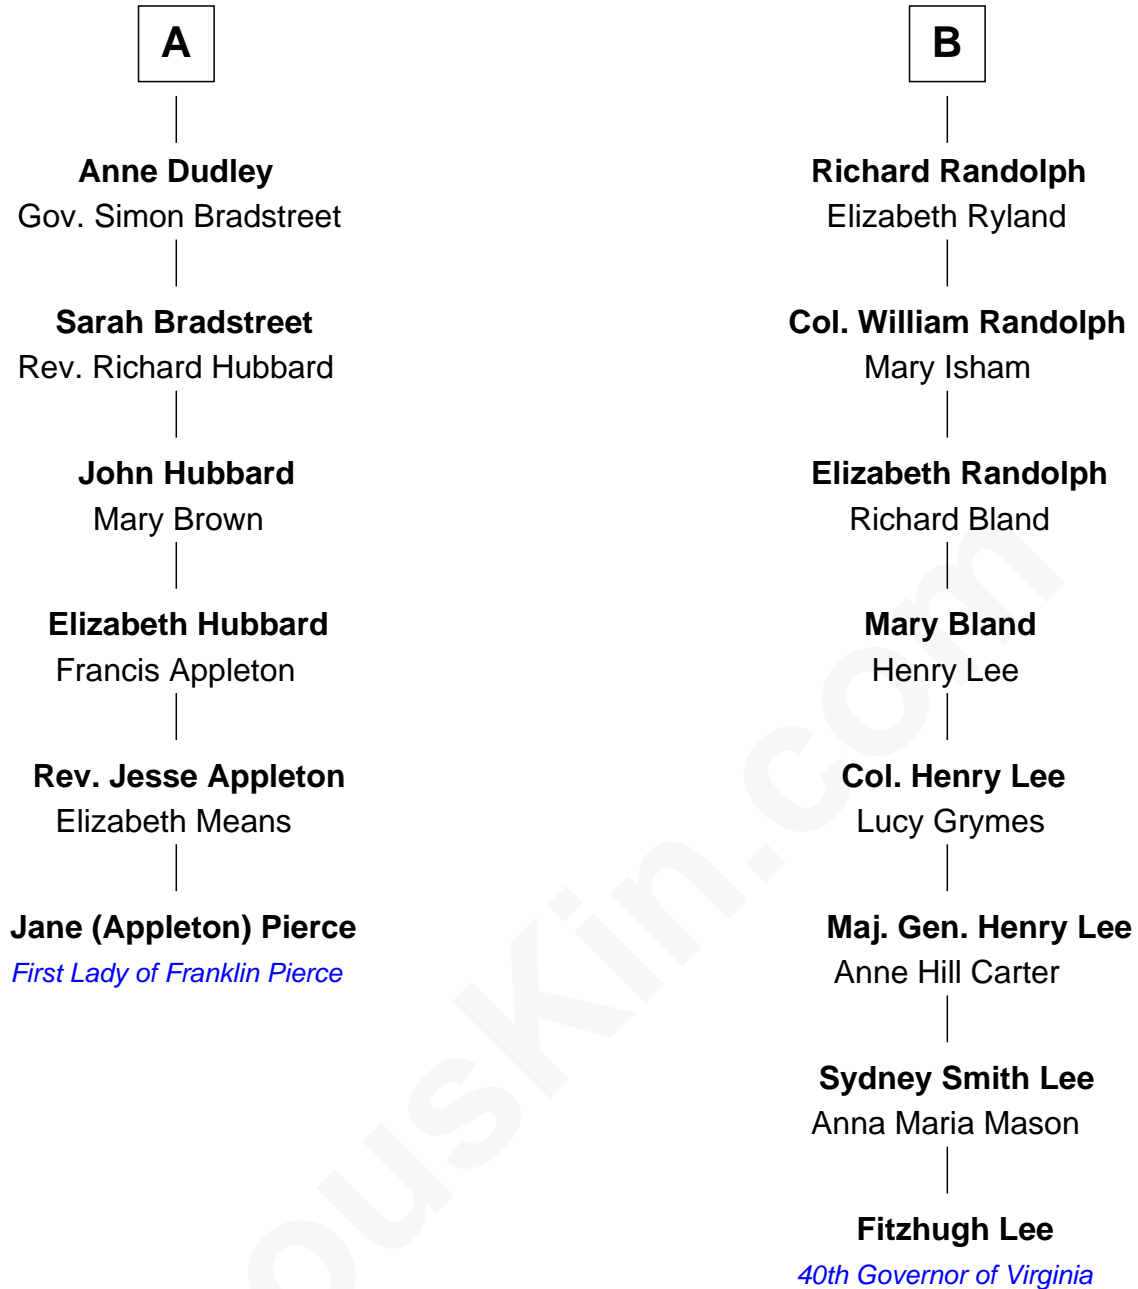 A
Anne Dudley
Gov. Simon Bradstreet
Sarah Bradstreet
Rev. Richard Hubbard
John Hubbard
Mary Brown
Elizabeth Hubbard
Francis Appleton
Rev. Jesse Appleton
Elizabeth Means
Jane (Appleton) Pierce
First Lady of Franklin Pierce
B
Richard Randolph
Elizabeth Ryland
Col. William Randolph
Mary Isham
Elizabeth Randolph
Richard Bland
Mary Bland
Henry Lee
Col. Henry Lee
Lucy Grymes
Maj. Gen. Henry Lee
Anne Hill Carter
Sydney Smith Lee
Anna Maria Mason
Fitzhugh Lee
40th Governor of Virginia
ousKin.com